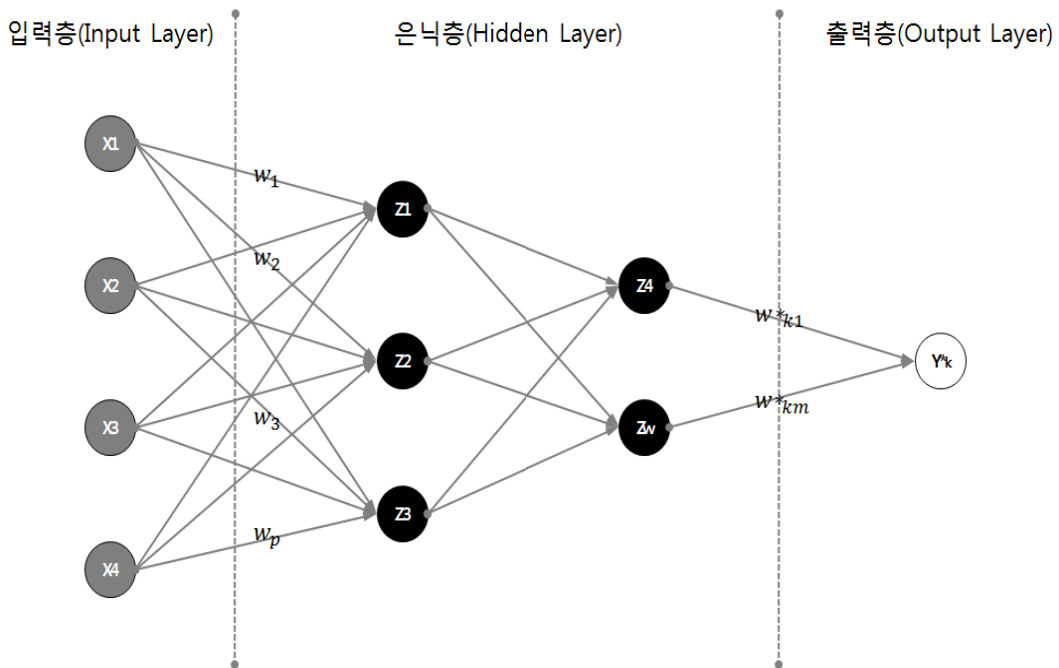 입력층(Input Layer)
은닉층(Hidden Layer)
출력층(Output Layer)
X1
X2
X3
X4
w₁
w₂
w₃
wₚ
Z1
Z2
Z3
Z4
Zw
w*ₖ₁
w*ₖₘ
Y*k